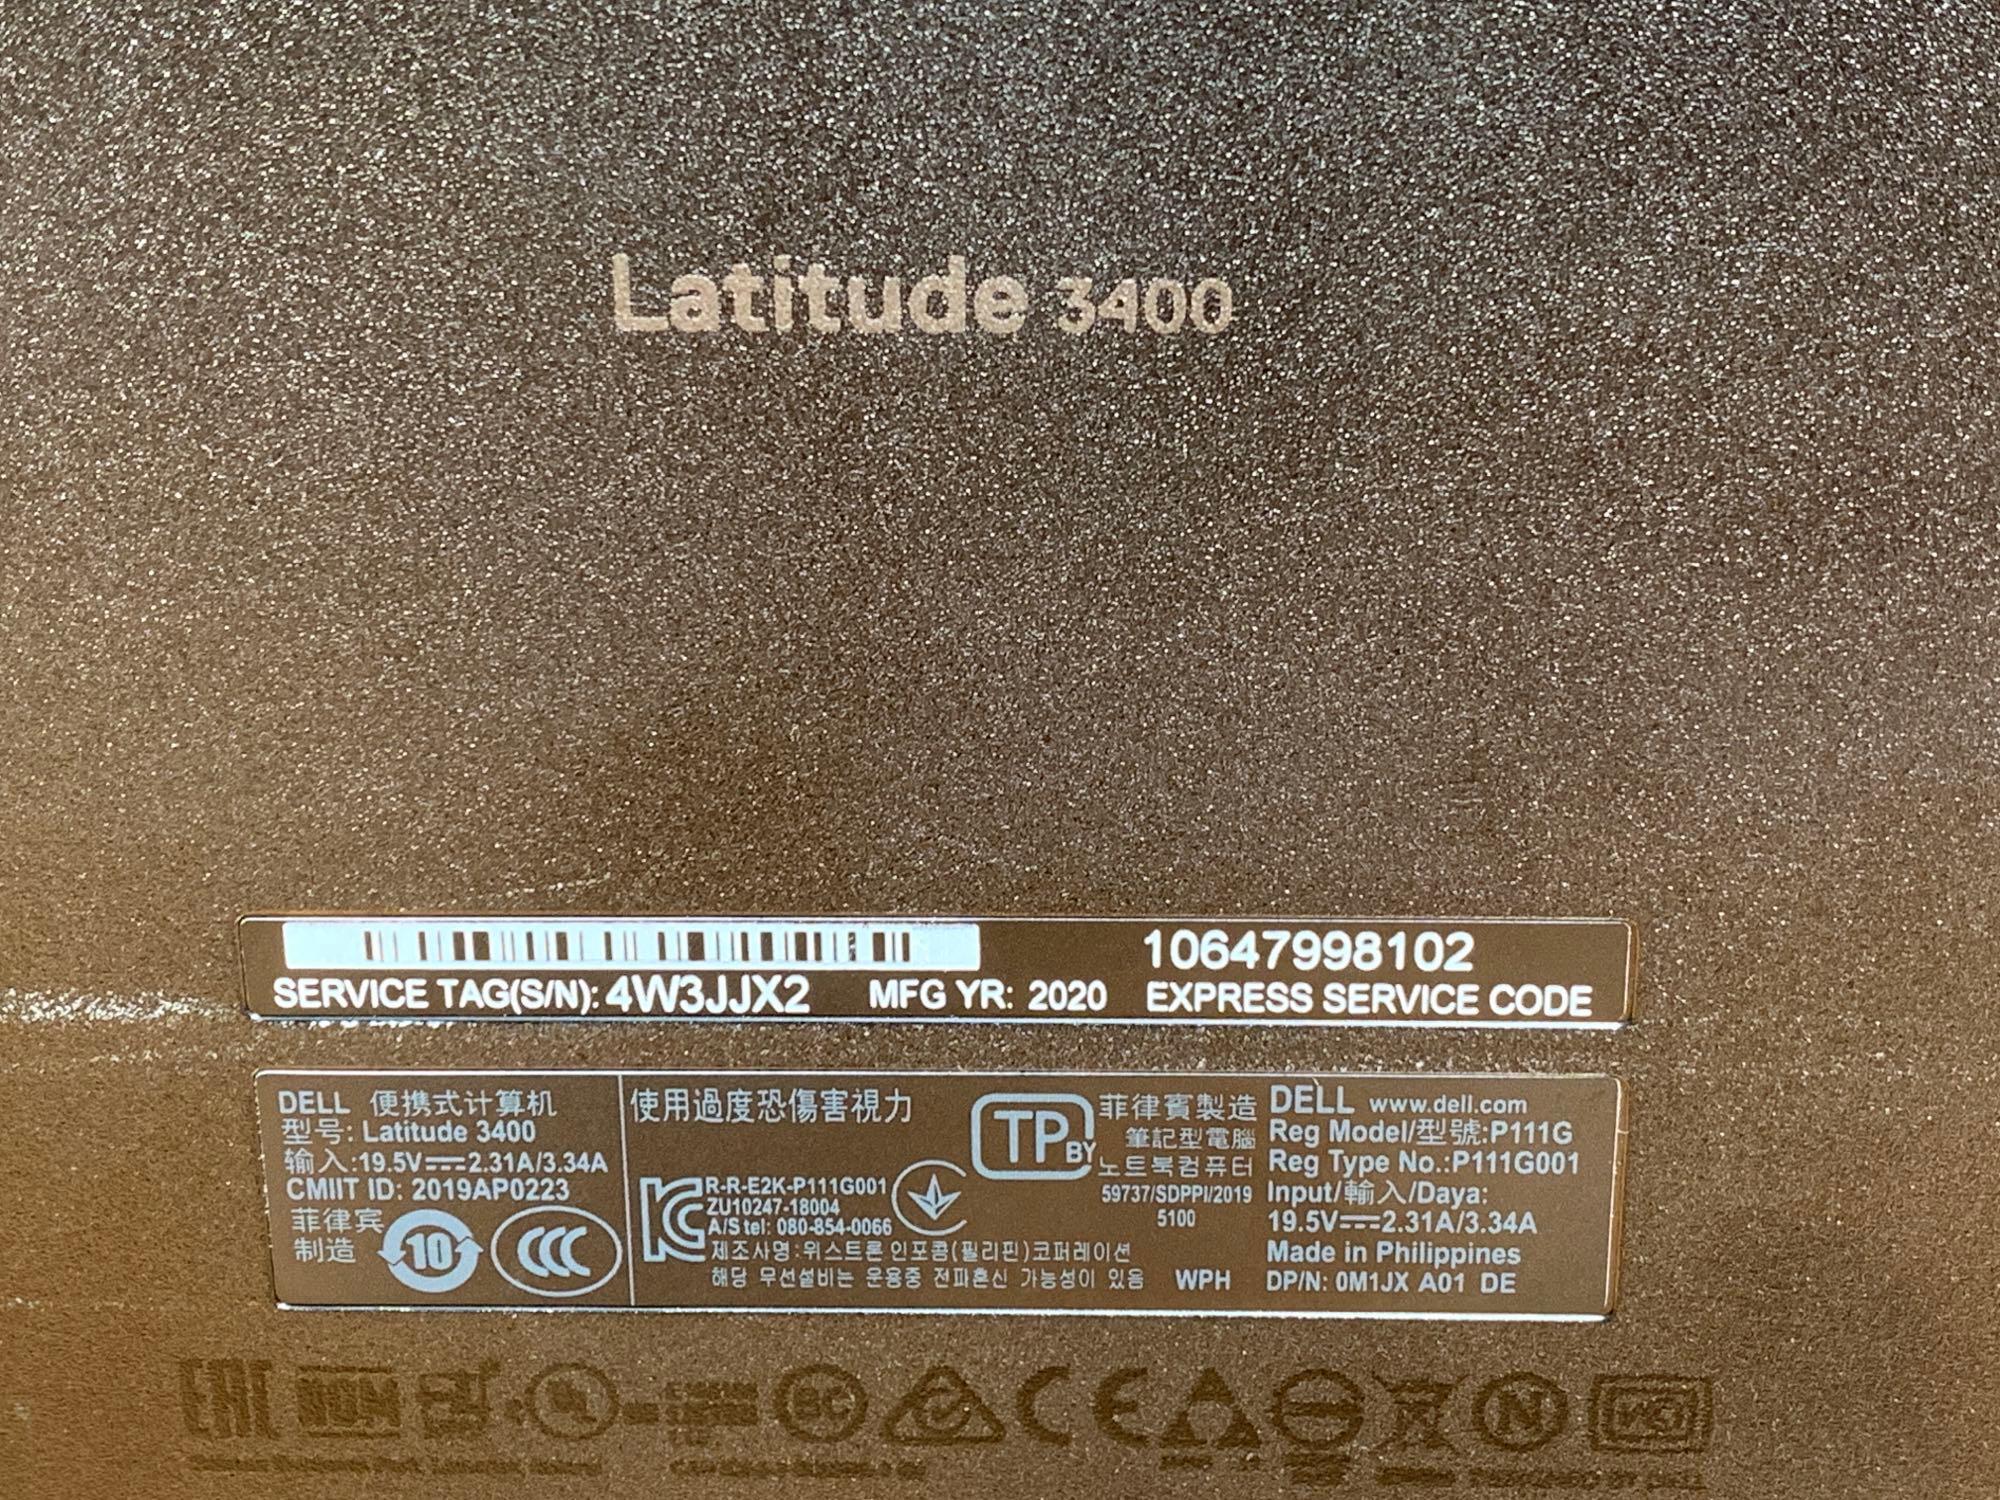 Latitude 3400
SERVICE TAG(S/N): 4W3JJX2 MFG YR: 2020
10647998102
EXPRESS SERVICE CODE
DELL 便携式计算机
型号: Latitude 3400
输入:19.5V⎓2.31A/3.34A
CMIIT ID: 2019AP0223
菲律宾
制造
10
CCC
使用過度恐傷害視力
R-R-E2K-P111G001
ZU10247-18004
A/S tel: 080-854-0066
제조사명:위스트론 인포콤(필리핀)코퍼레이션
해당 무선설비는 운용중 전파혼신 가능성이 있음 WPH
TP BY
菲律賓製造
筆記型電腦
노트북컴퓨터
59737/SDPPI/2019
5100
DELL www.dell.com
Reg Model/型號:P111G
Reg Type No.:P111G001
Input/輸入/Daya:
19.5V⎓2.31A/3.34A
Made in Philippines
DP/N: 0M1JX A01 DE
EAC NOM BC CE N